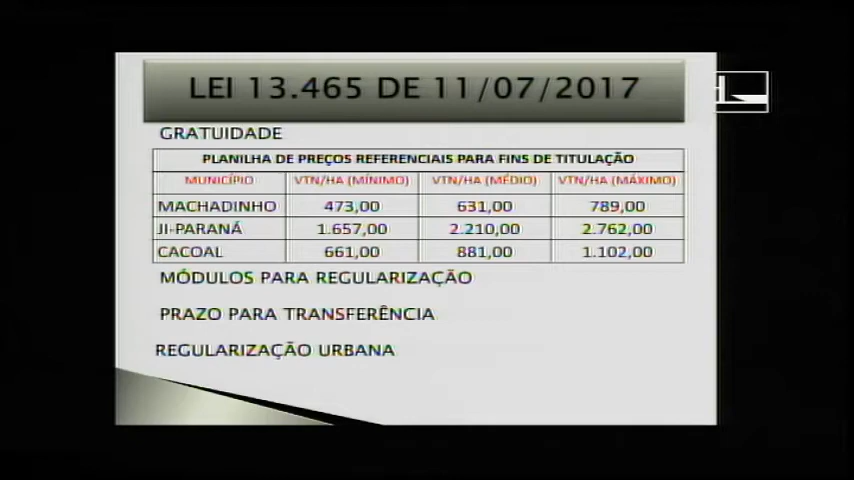 LEI 13.465 DE 11/07/2017
GRATUIDADE
PLANILHA DE PREÇOS REFERENCIAIS PARA FINS DE TITULAÇÃO
MUNICÍPIO VTN/HA (MÍNIMO) VTN/HA (MÉDIO) VTN/HA (MÁXIMO)
MACHADINHO 473,00 631,00 789,00
JI-PARANÁ 1.657,00 2.210,00 2.762,00
CACOAL 661,00 881,00 1.102,00
MÓDULOS PARA REGULARIZAÇÃO
PRAZO PARA TRANSFERÊNCIA
REGULARIZAÇÃO URBANA